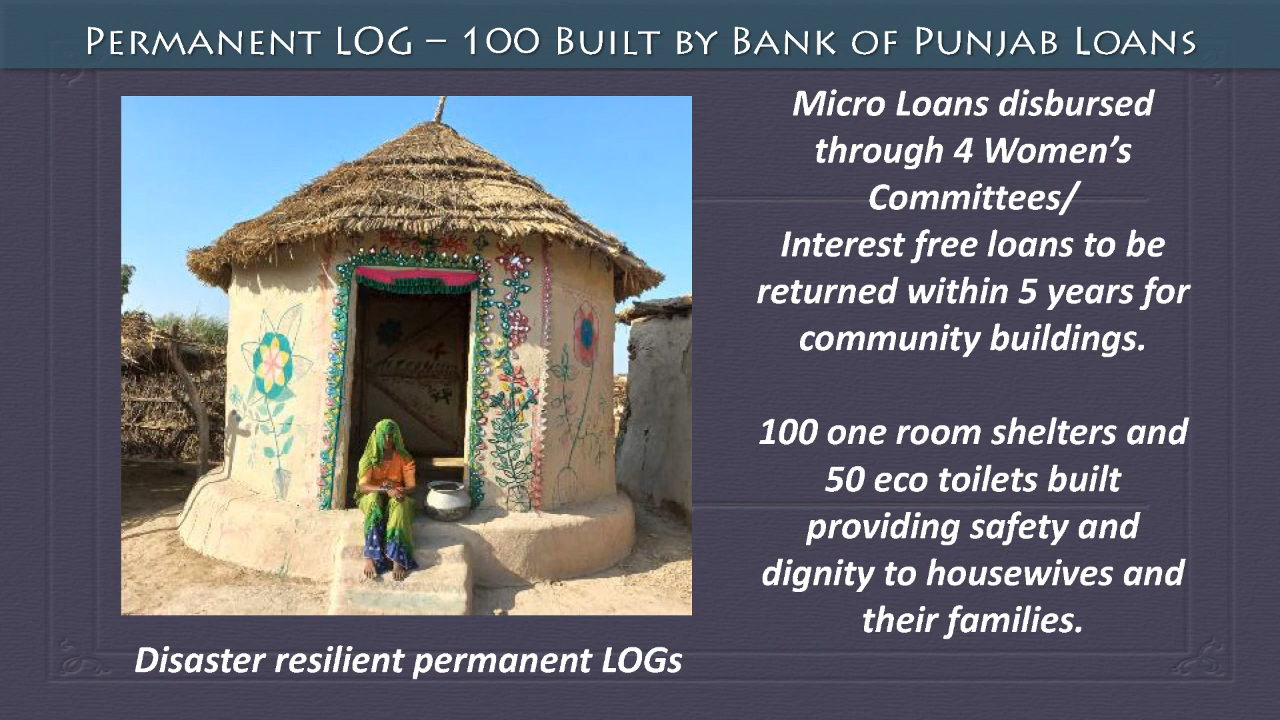 Permanent LOG – 100 Built by Bank of Punjab Loans
Micro Loans disbursed
through 4 Women's
Committees/
Interest free loans to be
returned within 5 years for
community buildings.
100 one room shelters and
50 eco toilets built
providing safety and
dignity to housewives and
their families.
Disaster resilient permanent LOGs